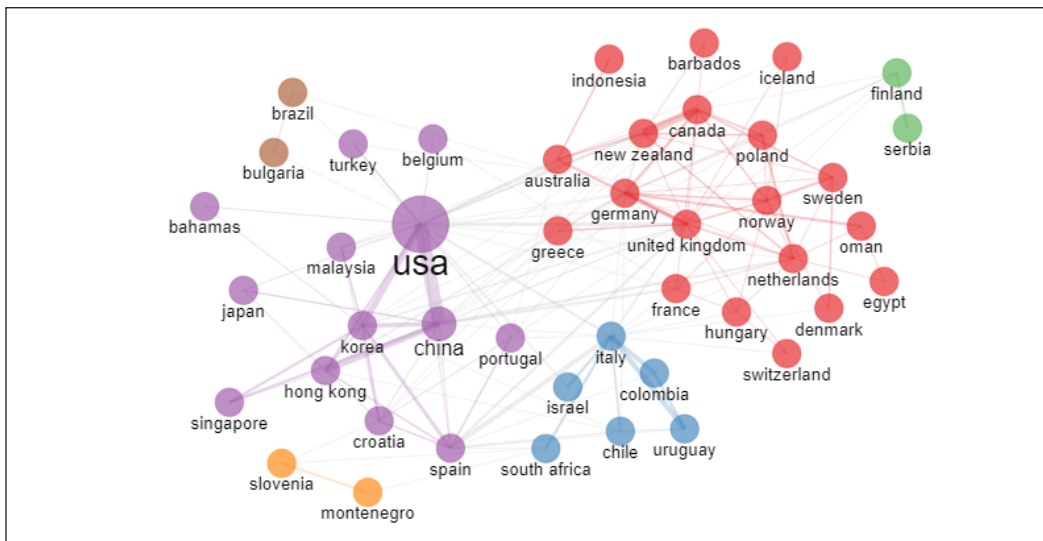 barbados
indonesia
iceland
finland
brazil
canada
serbia
turkey
belgium
new zealand
poland
bulgaria
australia
sweden
germany
norway
bahamas
usa
greece
united kingdom
oman
malaysia
netherlands
japan
france
egypt
korea
china
portugal
italy
hungary
denmark
switzerland
hong kong
israel
colombia
singapore
croatia
spain
south africa
chile
uruguay
slovenia
montenegro